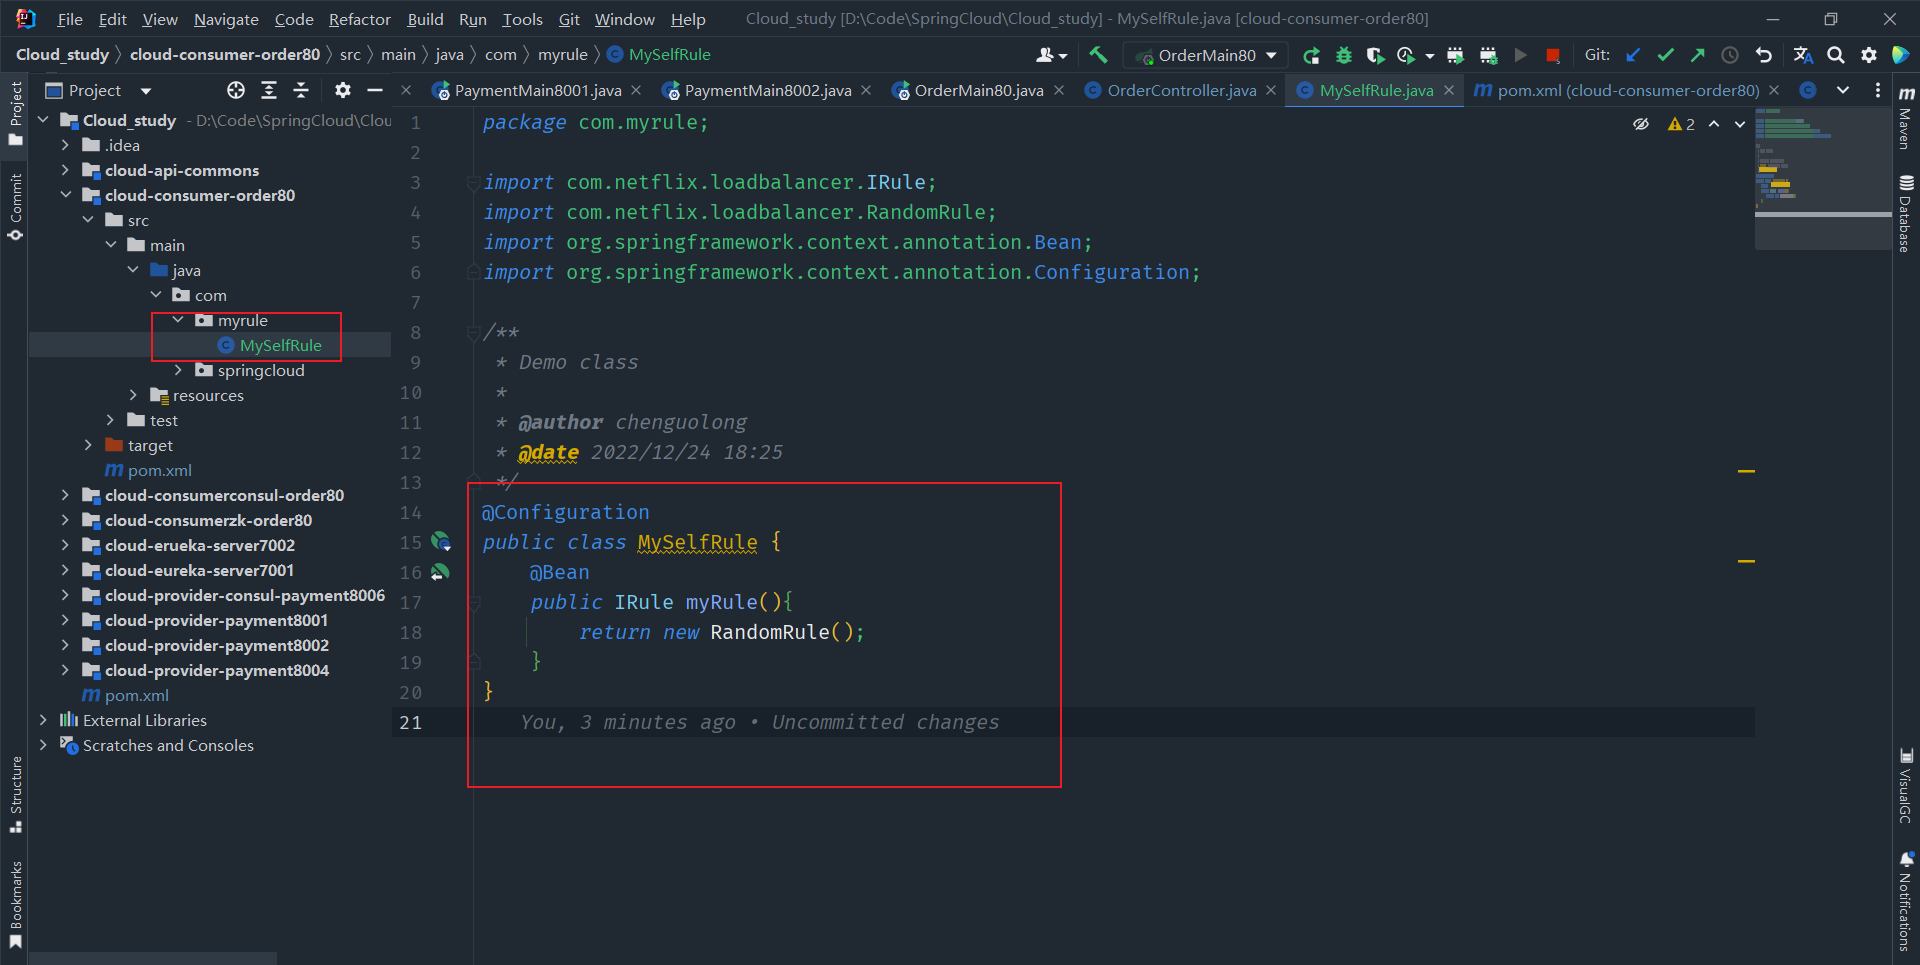 File Edit View Navigate Code Refactor Build Run Tools Git Window Help Cloud_study [D:\Code\SpringCloud\Cloud_study] - MySelfRule.java [cloud-consumer-order80]
Cloud_study cloud-consumer-order80 src main java com myrule MySelfRule OrderMain80 Git:
Project PaymentMain8001.java PaymentMain8002.java OrderMain80.java OrderController.java MySelfRule.java pom.xml (cloud-consumer-order80)
Project
Commit
Structure
Bookmarks
Cloud_study - D:\Code\SpringCloud\Clou
.idea
cloud-api-commons
cloud-consumer-order80
src
main
java
com
myrule
MySelfRule
springcloud
resources
test
target
pom.xml
cloud-consumerconsul-order80
cloud-consumerzk-order80
cloud-erueka-server7002
cloud-eureka-server7001
cloud-provider-consul-payment8006
cloud-provider-payment8001
cloud-provider-payment8002
cloud-provider-payment8004
pom.xml
External Libraries
Scratches and Consoles
1 package com.myrule;
2
3 import com.netflix.loadbalancer.IRule;
4 import com.netflix.loadbalancer.RandomRule;
5 import org.springframework.context.annotation.Bean;
6 import org.springframework.context.annotation.Configuration;
7
8 /**
9 * Demo class
10 *
11 * @author chenguolong
12 * @date 2022/12/24 18:25
13 */
14 @Configuration
15 public class MySelfRule {
16 @Bean
17 public IRule myRule(){
18 return new RandomRule();
19 }
20 }
21 You, 3 minutes ago • Uncommitted changes
2
Maven
Database
VisualGC
Notifications